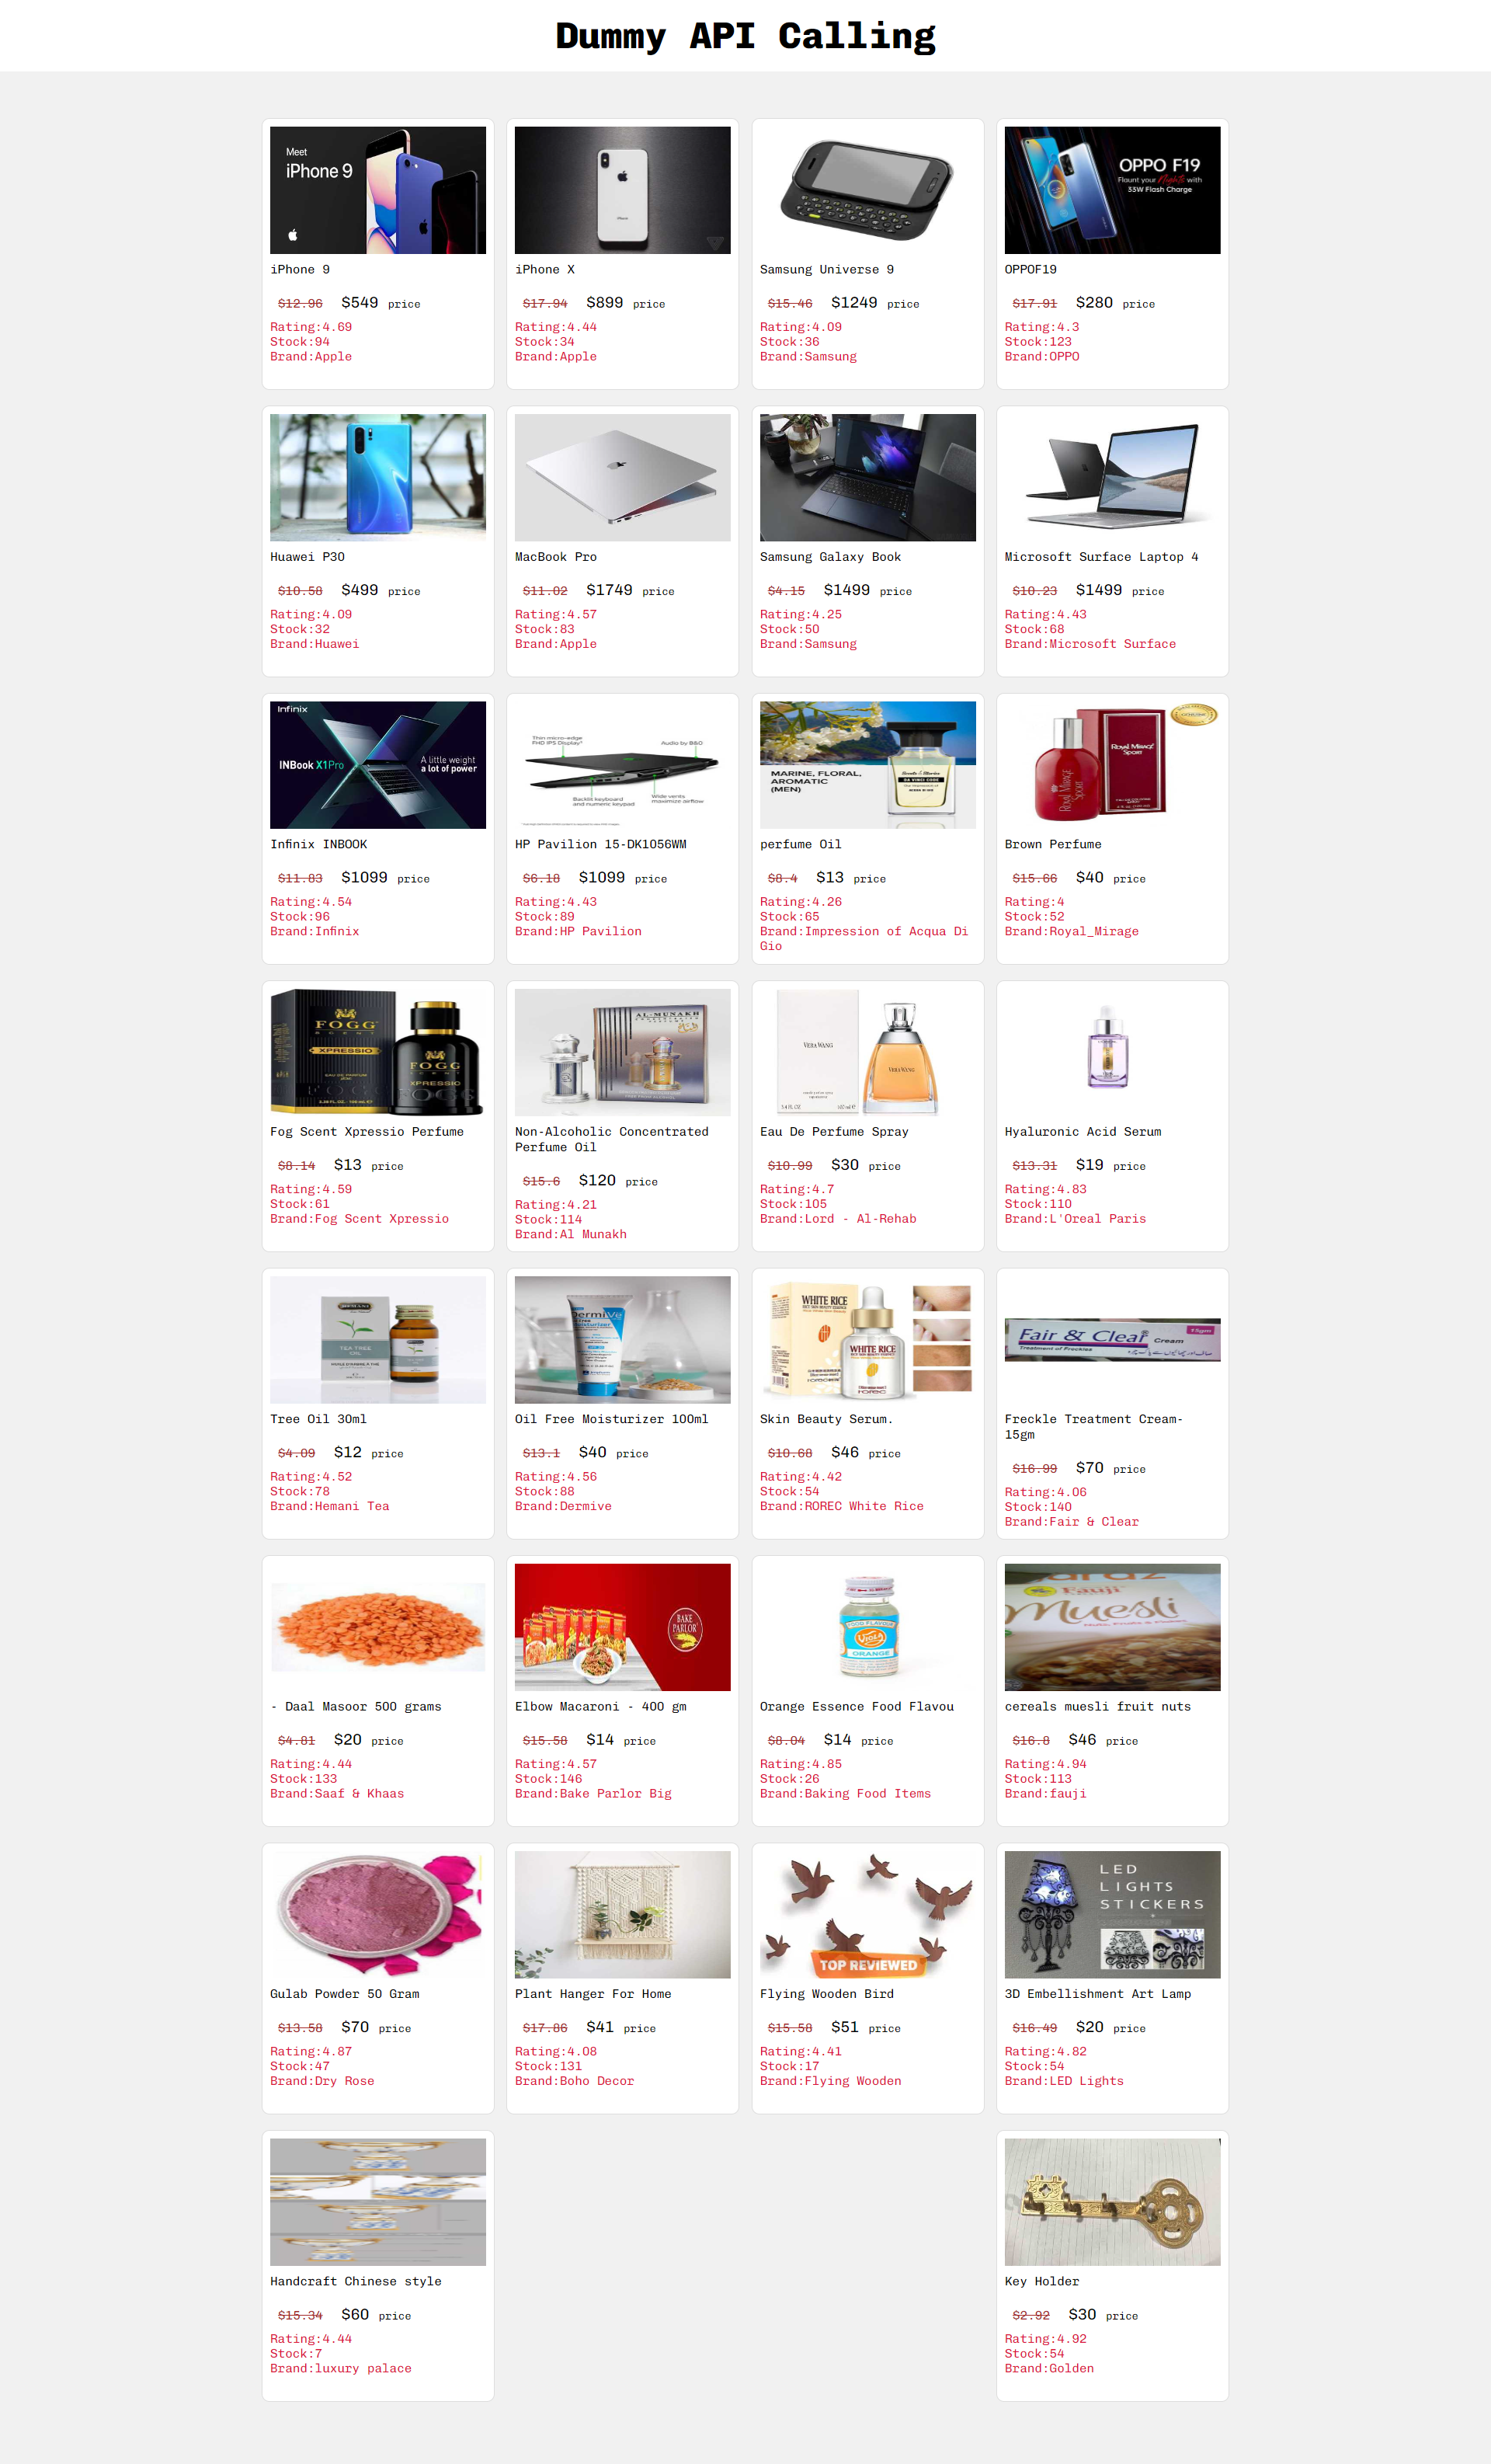 Dummy API Calling
Meet
iPhone 9
OPPO F19
Flaunt your Nights with
33W Flash Charge
iPhone 9
iPhone X
Samsung Universe 9
OPPOF19
$12.96 $549 price
$17.94 $899 price
$15.46 $1249 price
$17.91 $280 price
Rating:4.69
Stock:94
Brand:Apple
Rating:4.44
Stock:34
Brand:Apple
Rating:4.09
Stock:36
Brand:Samsung
Rating:4.3
Stock:123
Brand:OPPO
Huawei P30
MacBook Pro
Samsung Galaxy Book
Microsoft Surface Laptop 4
$10.58 $499 price
$11.02 $1749 price
$4.15 $1499 price
$10.23 $1499 price
Rating:4.09
Stock:32
Brand:Huawei
Rating:4.57
Stock:83
Brand:Apple
Rating:4.25
Stock:50
Brand:Samsung
Rating:4.43
Stock:68
Brand:Microsoft Surface
Infinix
INBook X1Pro
A little weight
a lot of power
Thin micro-edge
FHD IPS Display*
Audio by B&O
Backlit keyboard
and numeric keypad
Wide vents
maximize airflow
MARINE, FLORAL,
AROMATIC
(MEN)
DA VINCI CODE
ROYAL MIRAGE
SPORT
ROYAL MIRAGE
SPORT
Infinix INBOOK
HP Pavilion 15-DK1056WM
perfume Oil
Brown Perfume
$11.83 $1099 price
$6.18 $1099 price
$8.4 $13 price
$15.66 $40 price
Rating:4.54
Stock:96
Brand:Infinix
Rating:4.43
Stock:89
Brand:HP Pavilion
Rating:4.26
Stock:65
Brand:Impression of Acqua Di
Gio
Rating:4
Stock:52
Brand:Royal_Mirage
FOGG
SCENT
XPRESSIO
FOGG
SCENT
XPRESSIO
AL-MUNAKH
VERA WANG
VERA WANG
Fog Scent Xpressio Perfume
Non-Alcoholic Concentrated
Perfume Oil
Eau De Perfume Spray
Hyaluronic Acid Serum
$8.14 $13 price
$15.6 $120 price
$10.99 $30 price
$13.31 $19 price
Rating:4.59
Stock:61
Brand:Fog Scent Xpressio
Rating:4.21
Stock:114
Brand:Al Munakh
Rating:4.7
Stock:105
Brand:Lord - Al-Rehab
Rating:4.83
Stock:110
Brand:L'Oreal Paris
HEMANI
TEA TREE
OIL
Dermive
WHITE RICE
WHITE RICE
Fair & Clear Cream
Treatment of Freckles
15gm
Tree Oil 30ml
Oil Free Moisturizer 100ml
Skin Beauty Serum.
Freckle Treatment Cream-
15gm
$4.09 $12 price
$13.1 $40 price
$10.68 $46 price
$16.99 $70 price
Rating:4.52
Stock:78
Brand:Hemani Tea
Rating:4.56
Stock:88
Brand:Dermive
Rating:4.42
Stock:54
Brand:ROREC White Rice
Rating:4.06
Stock:140
Brand:Fair & Clear
BAKE
PARLOR
FOOD FLAVOUR
Viola
ORANGE
Fauji
Muesli
- Daal Masoor 500 grams
Elbow Macaroni - 400 gm
Orange Essence Food Flavou
cereals muesli fruit nuts
$4.81 $20 price
$15.58 $14 price
$8.04 $14 price
$16.8 $46 price
Rating:4.44
Stock:133
Brand:Saaf & Khaas
Rating:4.57
Stock:146
Brand:Bake Parlor Big
Rating:4.85
Stock:26
Brand:Baking Food Items
Rating:4.94
Stock:113
Brand:fauji
TOP REVIEWED
LED
LIGHTS
STICKERS
Gulab Powder 50 Gram
Plant Hanger For Home
Flying Wooden Bird
3D Embellishment Art Lamp
$13.58 $70 price
$17.86 $41 price
$15.58 $51 price
$16.49 $20 price
Rating:4.87
Stock:47
Brand:Dry Rose
Rating:4.08
Stock:131
Brand:Boho Decor
Rating:4.41
Stock:17
Brand:Flying Wooden
Rating:4.82
Stock:54
Brand:LED Lights
Handcraft Chinese style
Key Holder
$15.34 $60 price
$2.92 $30 price
Rating:4.44
Stock:7
Brand:luxury palace
Rating:4.92
Stock:54
Brand:Golden